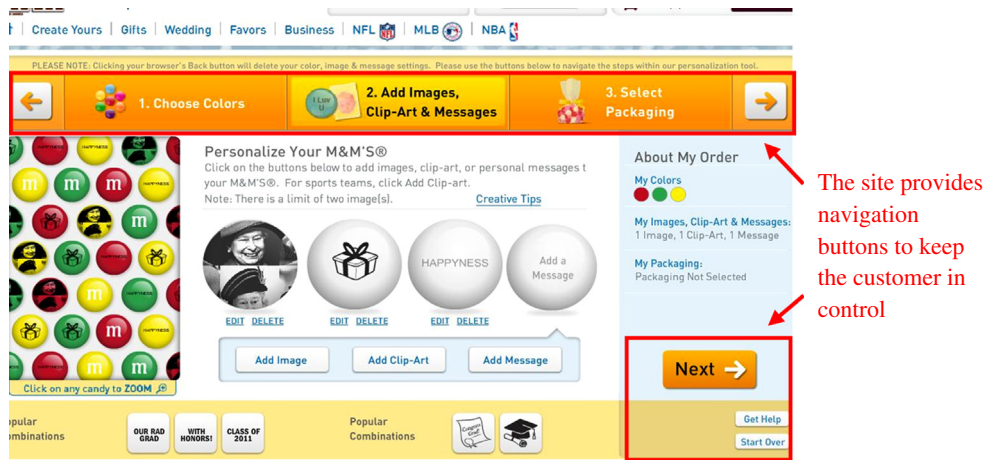 Create Yours | Gifts | Wedding | Favors | Business | NFL | MLB | NBA
PLEASE NOTE: Clicking your browser's Back button will delete your color, image & message settings. Please use the buttons below to navigate the steps within our personalization tool.
1. Choose Colors
I Luv U
2. Add Images,
Clip-Art & Messages
3. Select
Packaging
Personalize Your M&M'S®
Click on the buttons below to add images, clip-art, or personal messages t
your M&M'S®. For sports teams, click Add Clip-art.
Note: There is a limit of two image(s).
Creative Tips
HAPPYNESS
Add a
Message
EDIT DELETE
EDIT DELETE
EDIT DELETE
Add Image
Add Clip-Art
Add Message
m m
m
m
m
m m
Click on any candy to ZOOM
About My Order
My Colors
My Images, Clip-Art & Messages:
1 Image, 1 Clip-Art, 1 Message
My Packaging:
Packaging Not Selected
Next
Get Help
Start Over
opular
ombinations
OUR RAD
GRAD
WITH
HONORS!
CLASS OF
2011
Popular
Combinations
Congrats
Grad!
The site provides
navigation
buttons to keep
the customer in
control